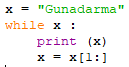 x = "Gunadarma"
while x :
    print (x)
    x = x[1:]